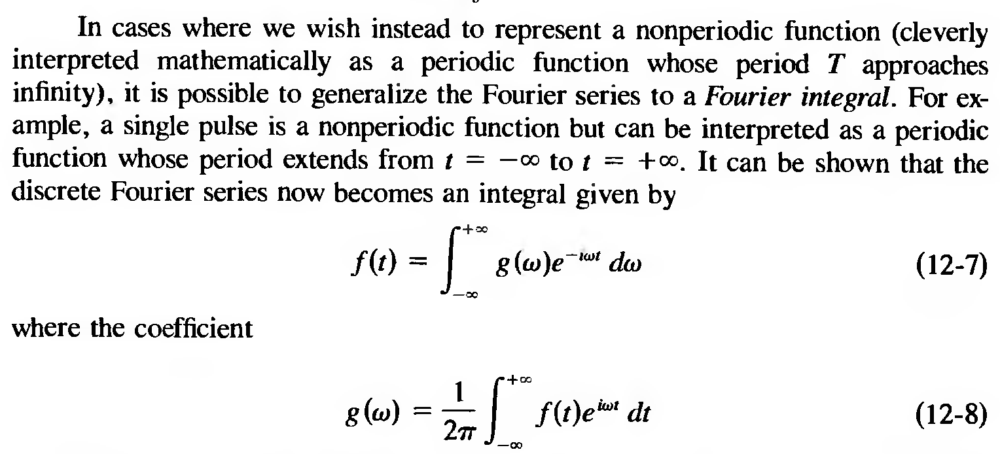 In cases where we wish instead to represent a nonperiodic function (cleverly
interpreted mathematically as a periodic function whose period T approaches
infinity), it is possible to generalize the Fourier series to a Fourier integral. For ex-
ample, a single pulse is a nonperiodic function but can be interpreted as a periodic
function whose period extends from t = −∞ to t = +∞. It can be shown that the
discrete Fourier series now becomes an integral given by
f(t) = ∫_{−∞}^{+∞} g(ω)e^{−iωt} dω (12-7)
where the coefficient
g(ω) = \frac{1}{2π} ∫_{−∞}^{+∞} f(t)e^{iωt} dt (12-8)